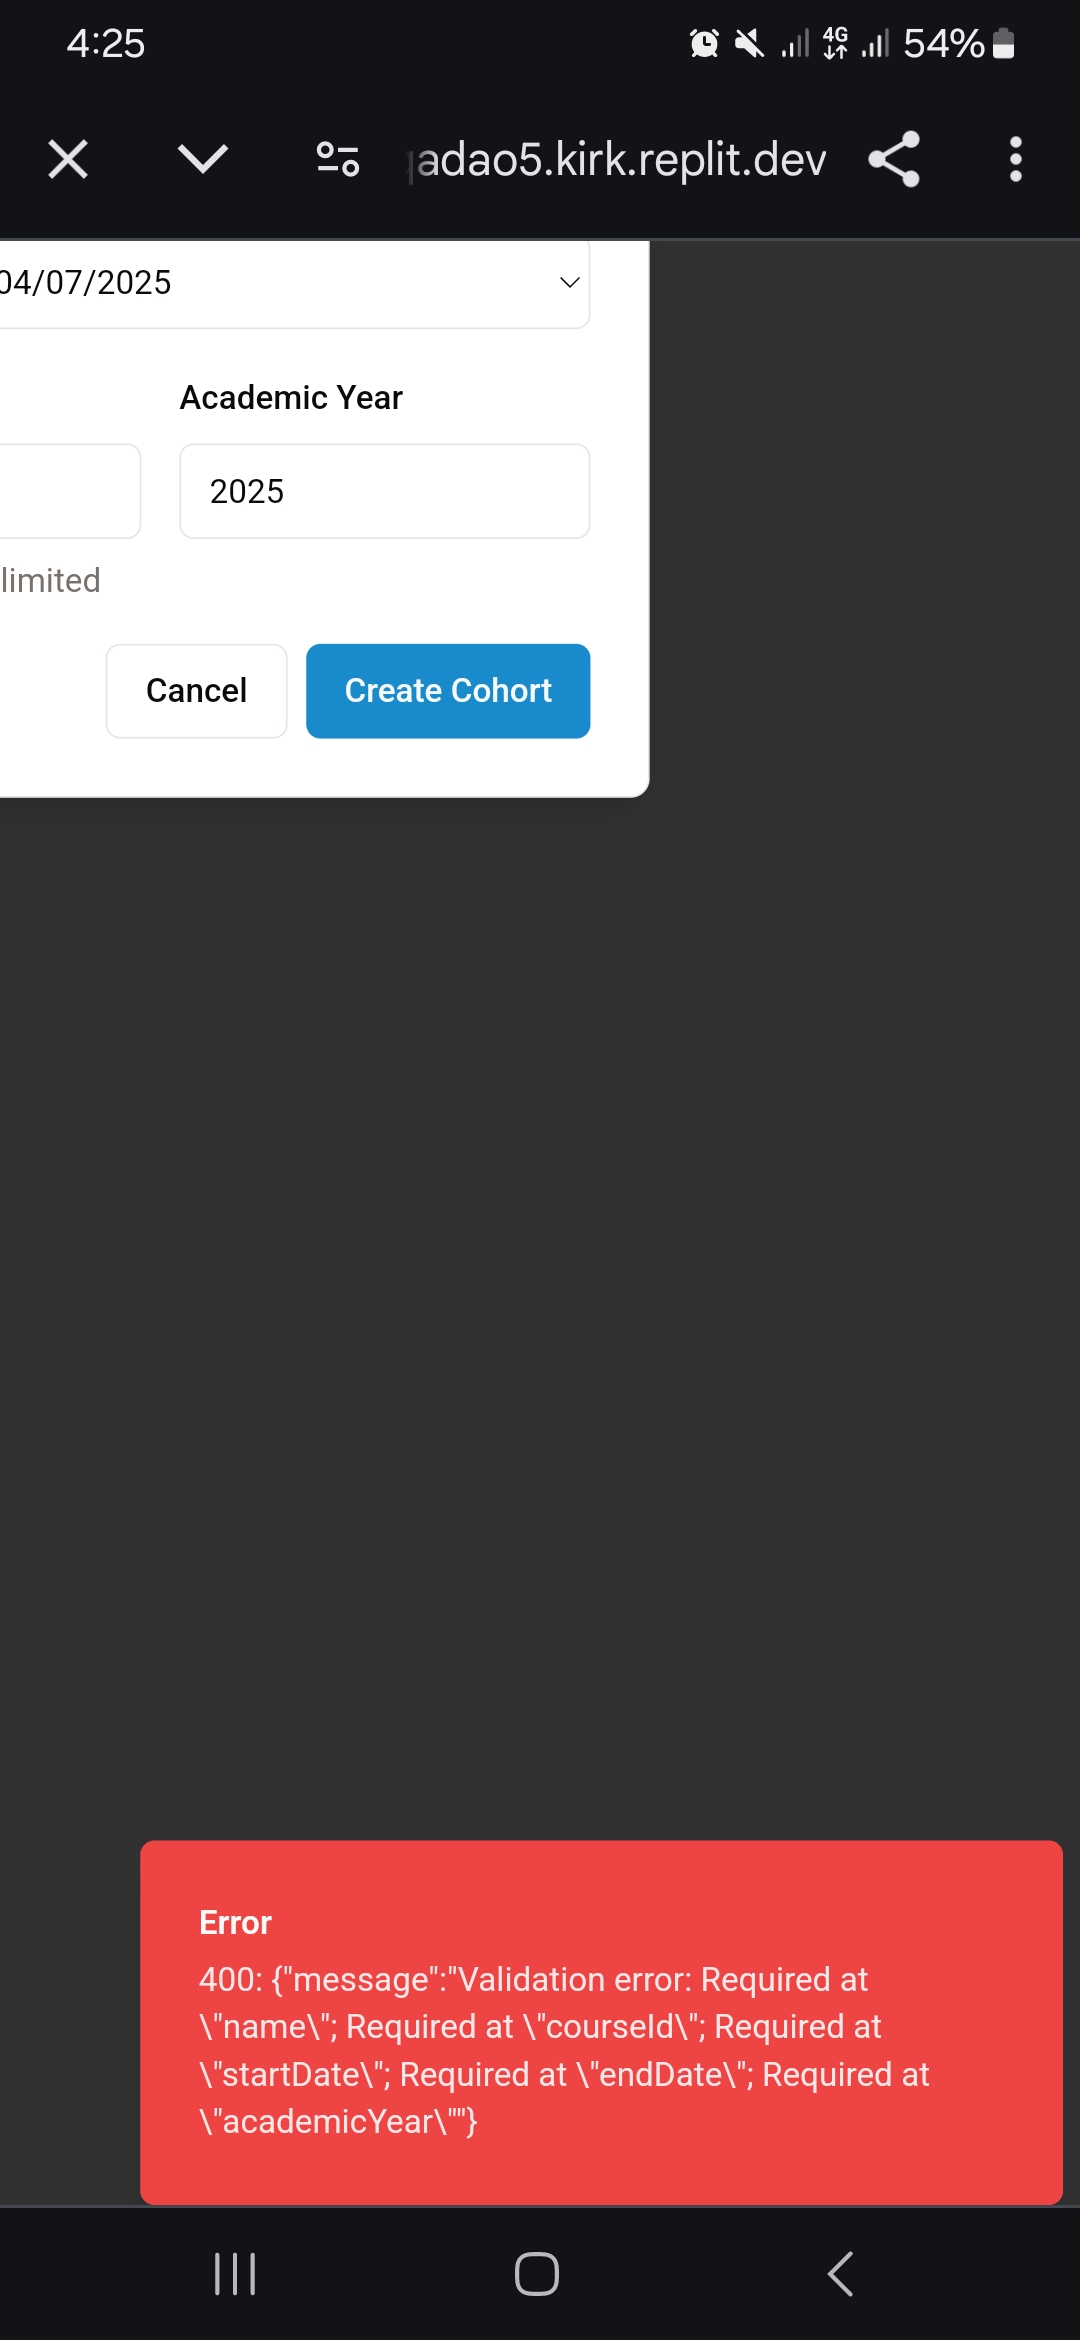 4:25
4G
54%
adao5.kirk.replit.dev
04/07/2025
Academic Year
2025
limited
Cancel
Create Cohort
Error
400: {"message":"Validation error: Required at
\"name\"; Required at \"courseId\"; Required at
\"startDate\"; Required at \"endDate\"; Required at
\"academicYear\""}